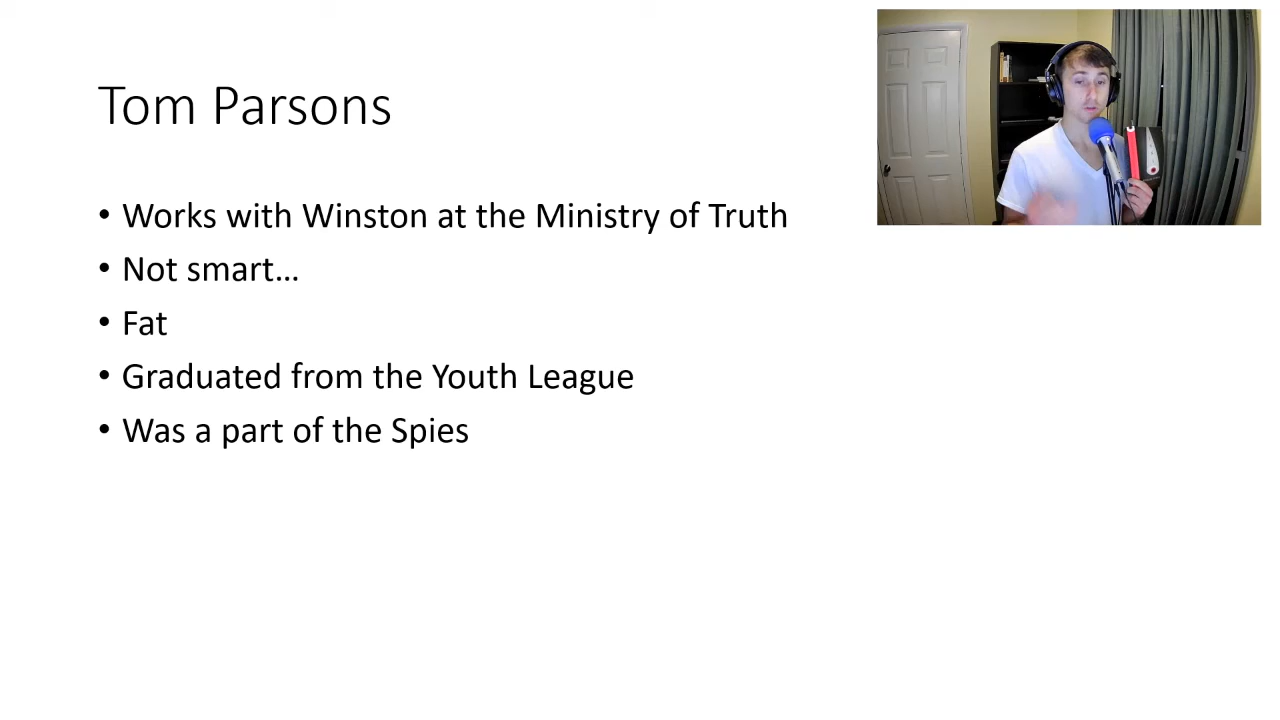 Tom Parsons
• Works with Winston at the Ministry of Truth
• Not smart…
• Fat
• Graduated from the Youth League
• Was a part of the Spies